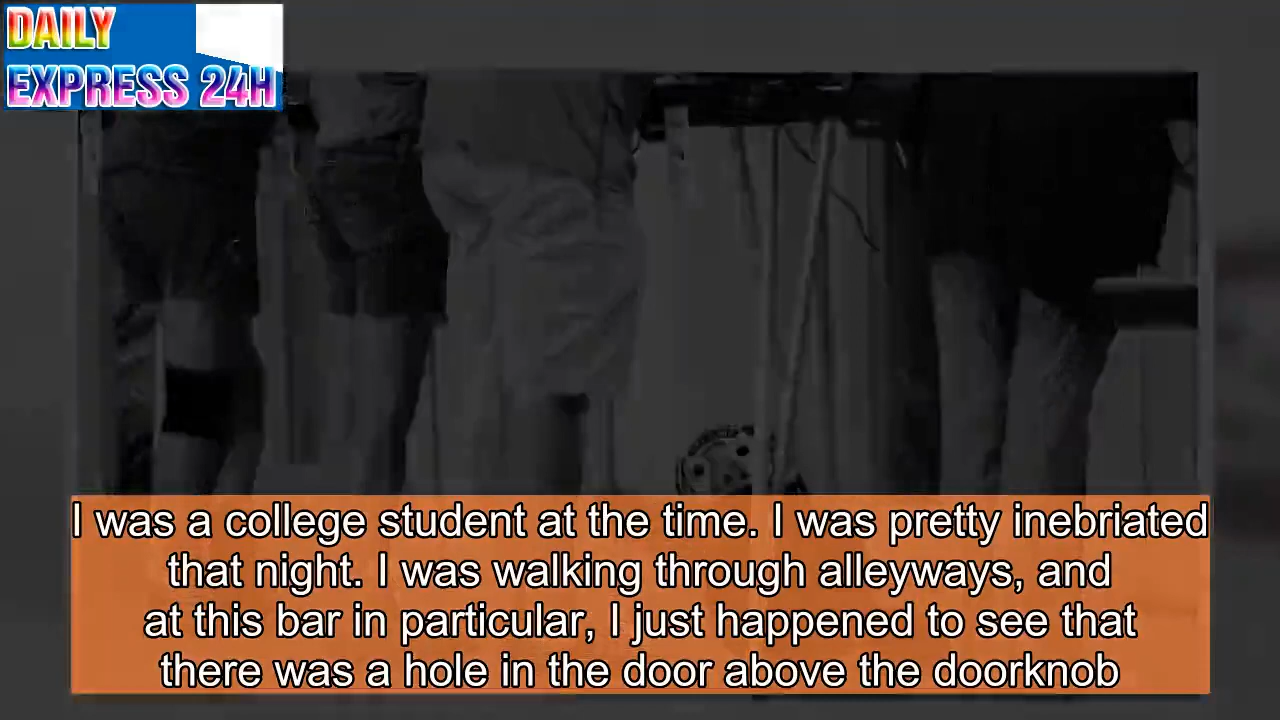 DAILY
EXPRESS 24H
I was a college student at the time. I was pretty inebriated
that night. I was walking through alleyways, and
at this bar in particular, I just happened to see that
there was a hole in the door above the doorknob